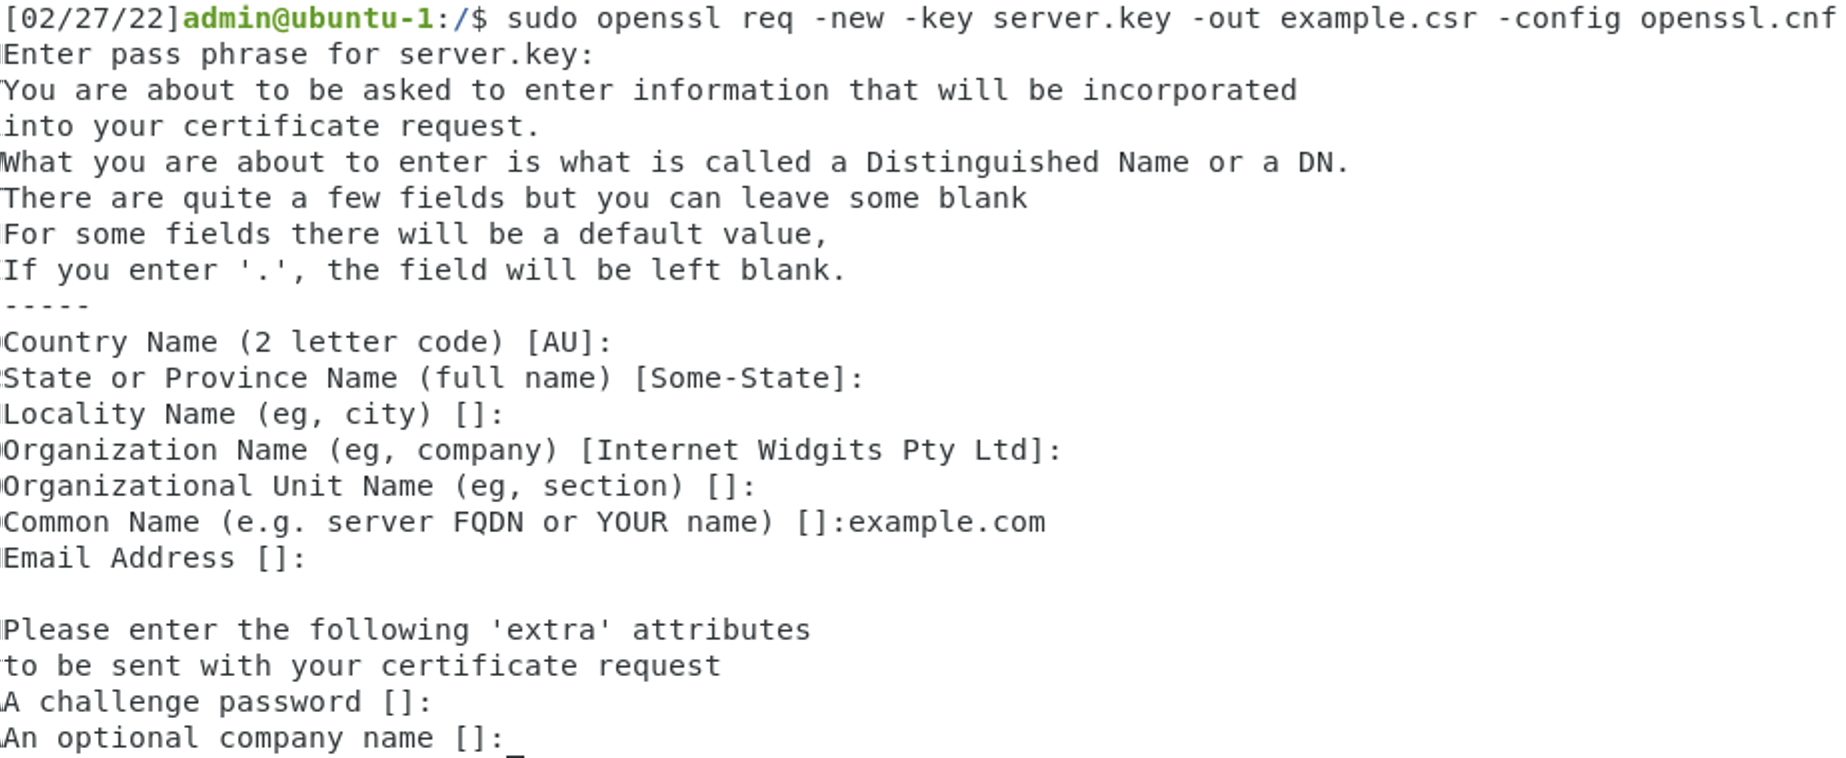 [02/27/22]admin@ubuntu-1:/$ sudo openssl req -new -key server.key -out example.csr -config openssl.cnf
Enter pass phrase for server.key:
You are about to be asked to enter information that will be incorporated
into your certificate request.
What you are about to enter is what is called a Distinguished Name or a DN.
There are quite a few fields but you can leave some blank
For some fields there will be a default value,
If you enter '.', the field will be left blank.
-----
Country Name (2 letter code) [AU]:
State or Province Name (full name) [Some-State]:
Locality Name (eg, city) []:
Organization Name (eg, company) [Internet Widgits Pty Ltd]:
Organizational Unit Name (eg, section) []:
Common Name (e.g. server FQDN or YOUR name) []:example.com
Email Address []:

Please enter the following 'extra' attributes
to be sent with your certificate request
A challenge password []:
An optional company name []: